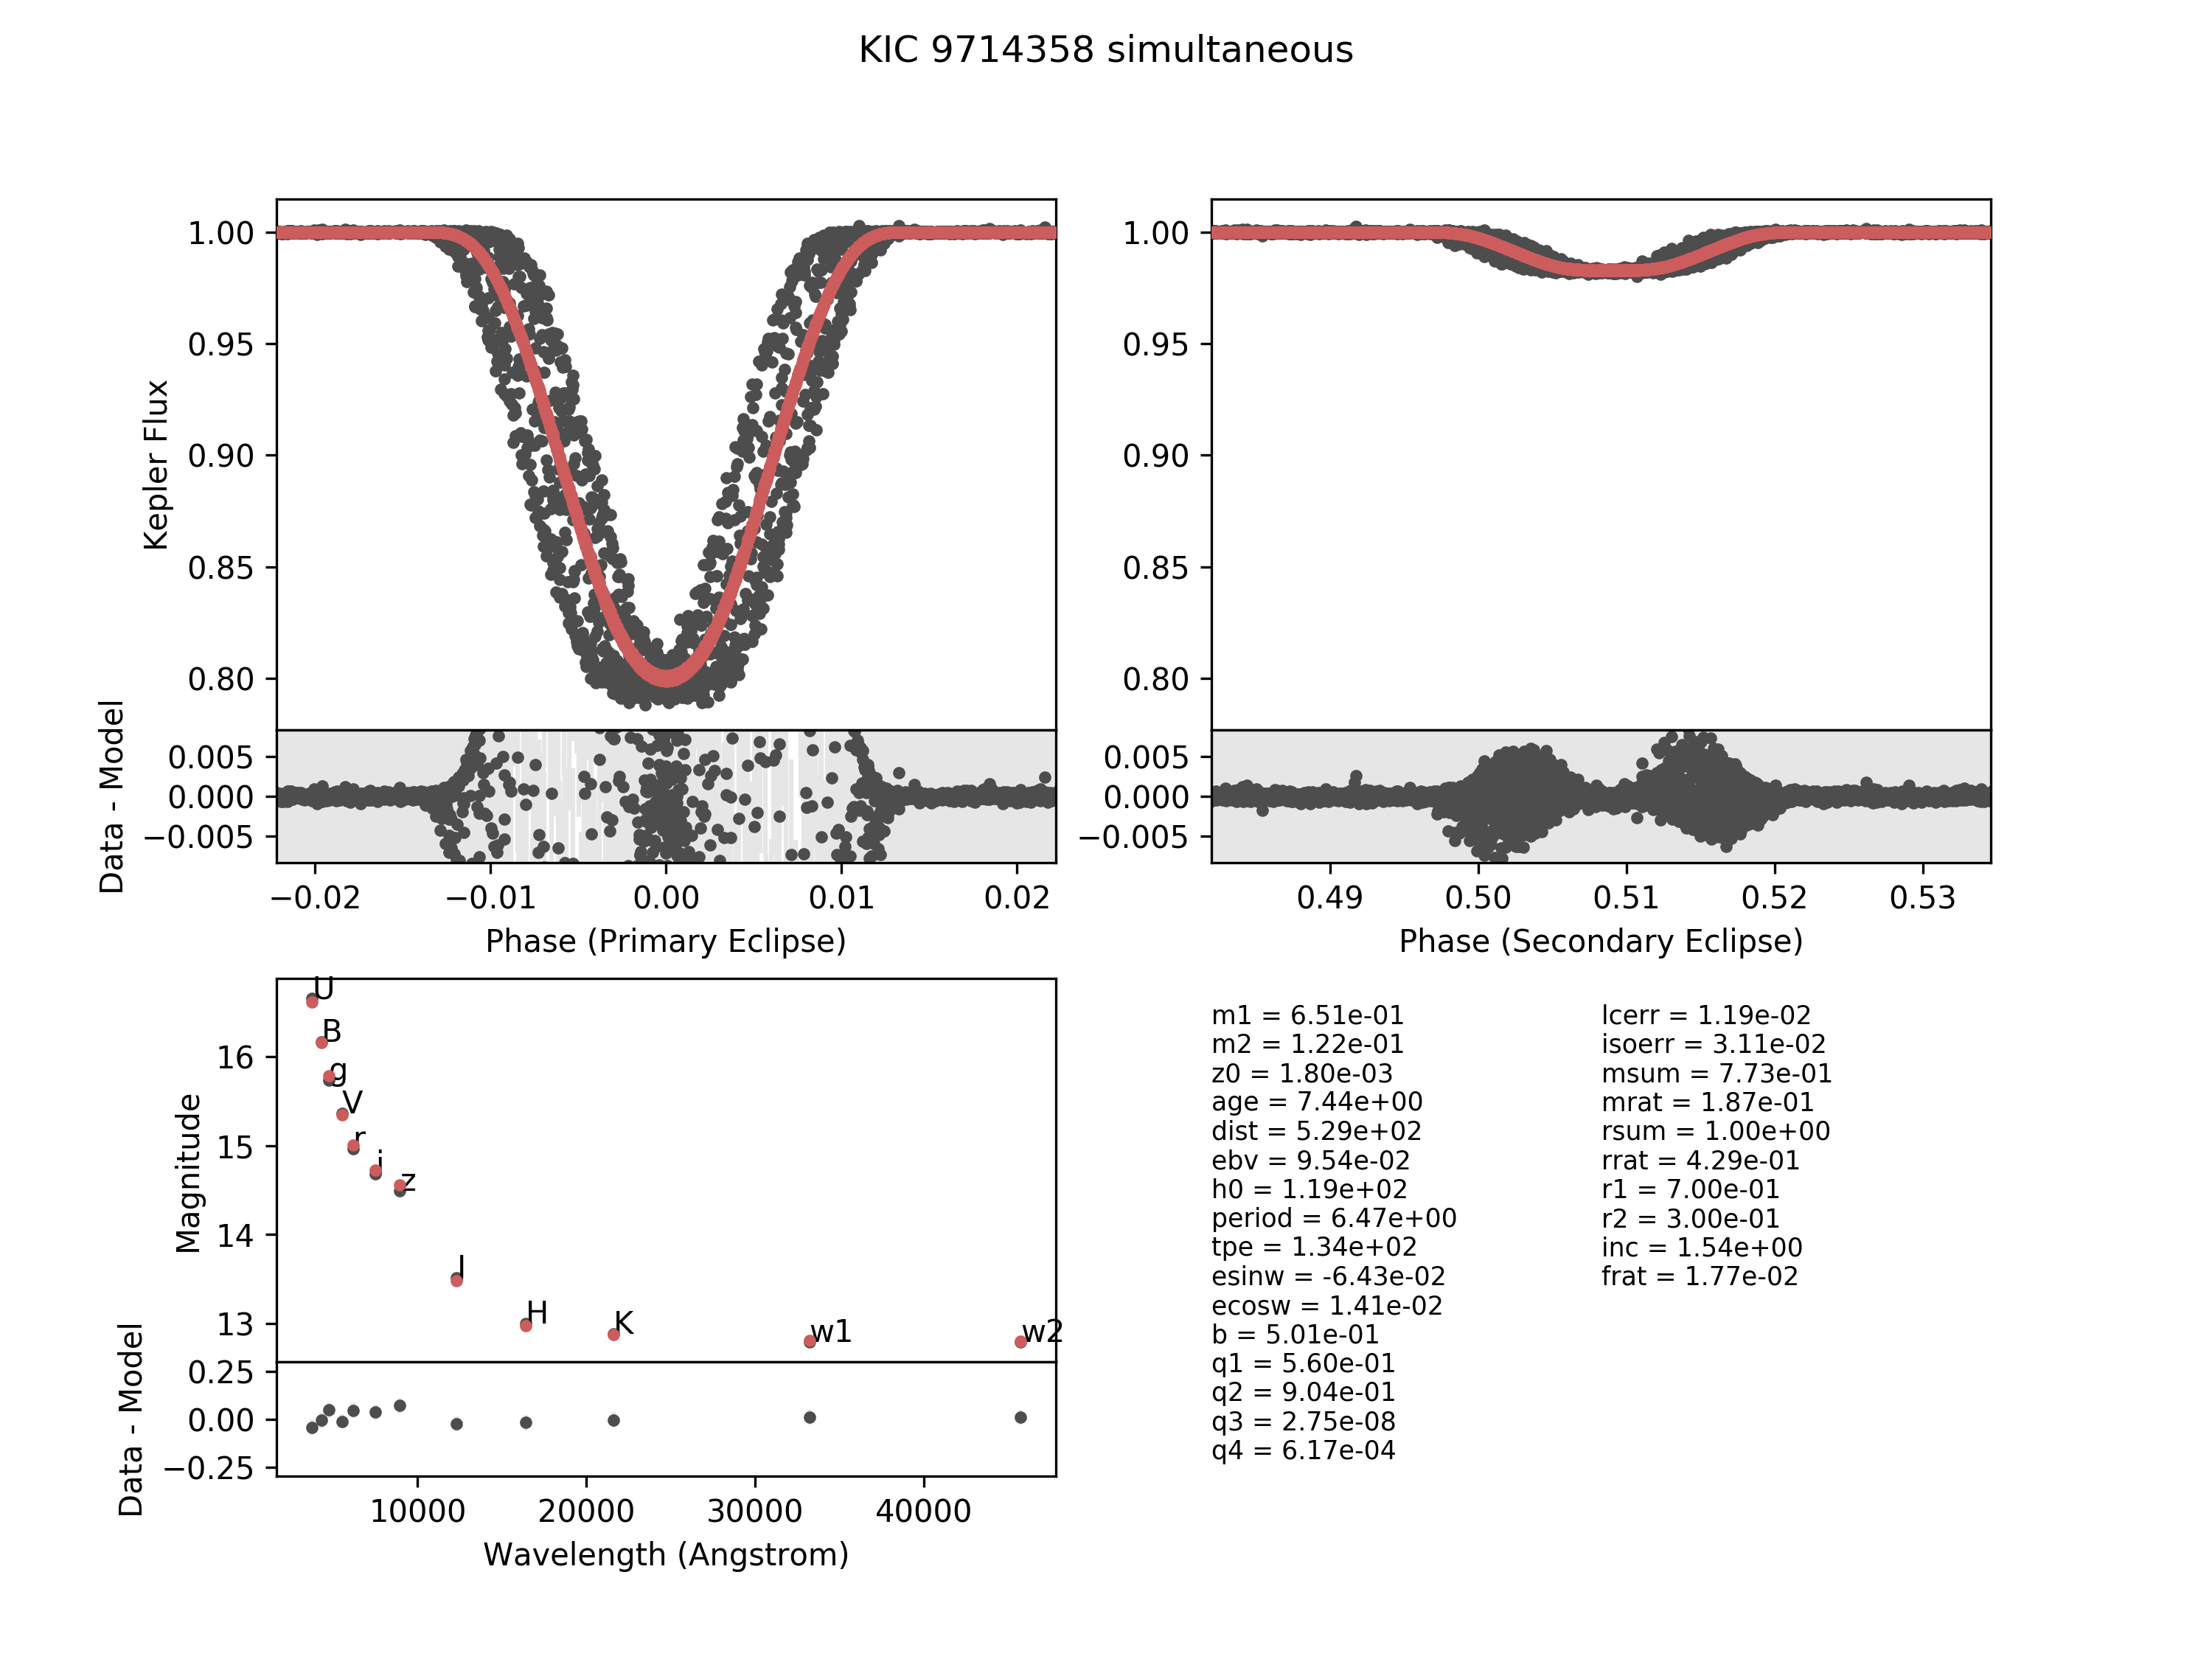 KIC 9714358 simultaneous
1.00
0.95
0.90
0.85
0.80
Kepler Flux
0.005
0.000
−0.005
Data - Model
−0.02
−0.01
0.00
0.01
0.02
Phase (Primary Eclipse)
1.00
0.95
0.90
0.85
0.80
0.005
0.000
−0.005
0.49
0.50
0.51
0.52
0.53
Phase (Secondary Eclipse)
16
15
14
13
Magnitude
U
B
g
V
r
i
z
J
H
K
w1
w2
0.25
0.00
−0.25
Data - Model
10000
20000
30000
40000
Wavelength (Angstrom)
m1 = 6.51e-01
m2 = 1.22e-01
z0 = 1.80e-03
age = 7.44e+00
dist = 5.29e+02
ebv = 9.54e-02
h0 = 1.19e+02
period = 6.47e+00
tpe = 1.34e+02
esinw = -6.43e-02
ecosw = 1.41e-02
b = 5.01e-01
q1 = 5.60e-01
q2 = 9.04e-01
q3 = 2.75e-08
q4 = 6.17e-04
lcerr = 1.19e-02
isoerr = 3.11e-02
msum = 7.73e-01
mrat = 1.87e-01
rsum = 1.00e+00
rrat = 4.29e-01
r1 = 7.00e-01
r2 = 3.00e-01
inc = 1.54e+00
frat = 1.77e-02